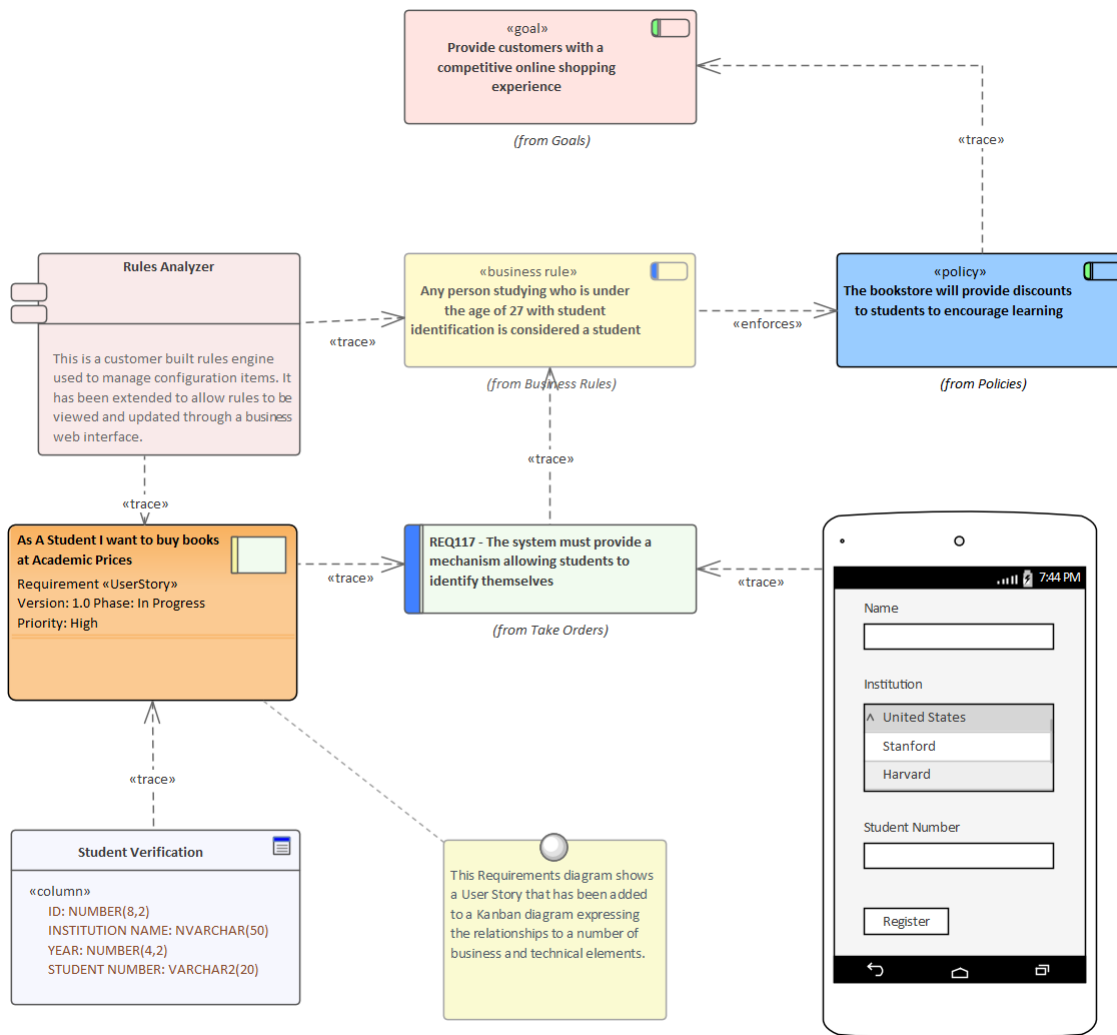 «goal»
Provide customers with a
competitive online shopping
experience
(from Goals)
«trace»
Rules Analyzer
This is a customer built rules engine
used to manage configuration items. It
has been extended to allow rules to be
viewed and updated through a business
web interface.
«trace»
«business rule»
Any person studying who is under
the age of 27 with student
identification is considered a student
(from Business Rules)
«enforces»
«policy»
The bookstore will provide discounts
to students to encourage learning
(from Policies)
«trace»
«trace»
As A Student I want to buy books
at Academic Prices
Requirement «UserStory»
Version: 1.0 Phase: In Progress
Priority: High
«trace»
REQ117 - The system must provide a
mechanism allowing students to
identify themselves
(from Take Orders)
«trace»
7:44 PM
Name
Institution
^ United States
Stanford
Harvard
Student Number
Register
«trace»
Student Verification
«column»
ID: NUMBER(8,2)
INSTITUTION NAME: NVARCHAR(50)
YEAR: NUMBER(4,2)
STUDENT NUMBER: VARCHAR2(20)
This Requirements diagram shows
a User Story that has been added
to a Kanban diagram expressing
the relationships to a number of
business and technical elements.